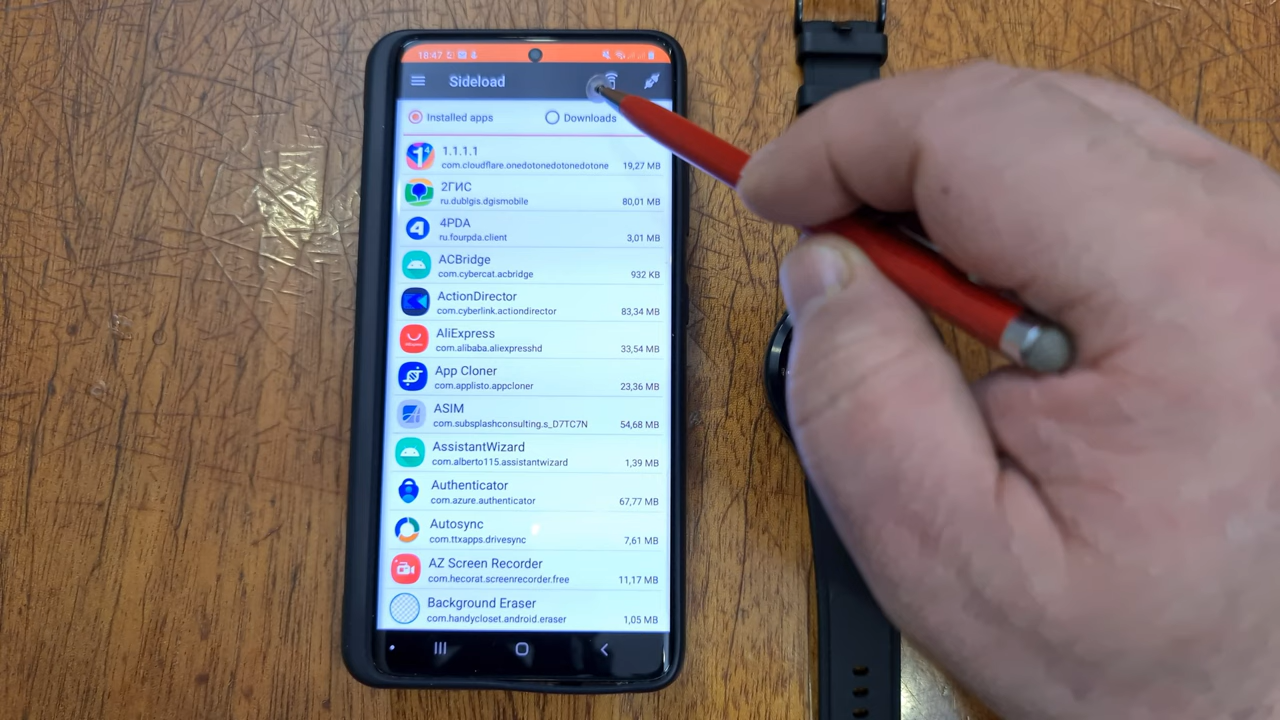 18:47
Sideload
Installed apps
Downloads
1.1.1.1
com.cloudflare.onedotonedotonedotone 19,27 MB
2ГИС
ru.dublgis.dgismobile 80,01 MB
4PDA
ru.fourpda.client 3,01 MB
ACBridge
com.cybercat.acbridge 932 KB
ActionDirector
com.cyberlink.actiondirector 83,34 MB
AliExpress
com.alibaba.aliexpresshd 33,54 MB
App Cloner
com.applisto.appcloner 23,36 MB
ASIM
com.subsplashconsulting.s_D7TC7N 54,68 MB
AssistantWizard
com.alberto115.assistantwizard 1,39 MB
Authenticator
com.azure.authenticator 67,77 MB
Autosync
com.ttxapps.drivesync 7,61 MB
AZ Screen Recorder
com.hecorat.screenrecorder.free 11,17 MB
Background Eraser
com.handycloset.android.eraser 1,05 MB